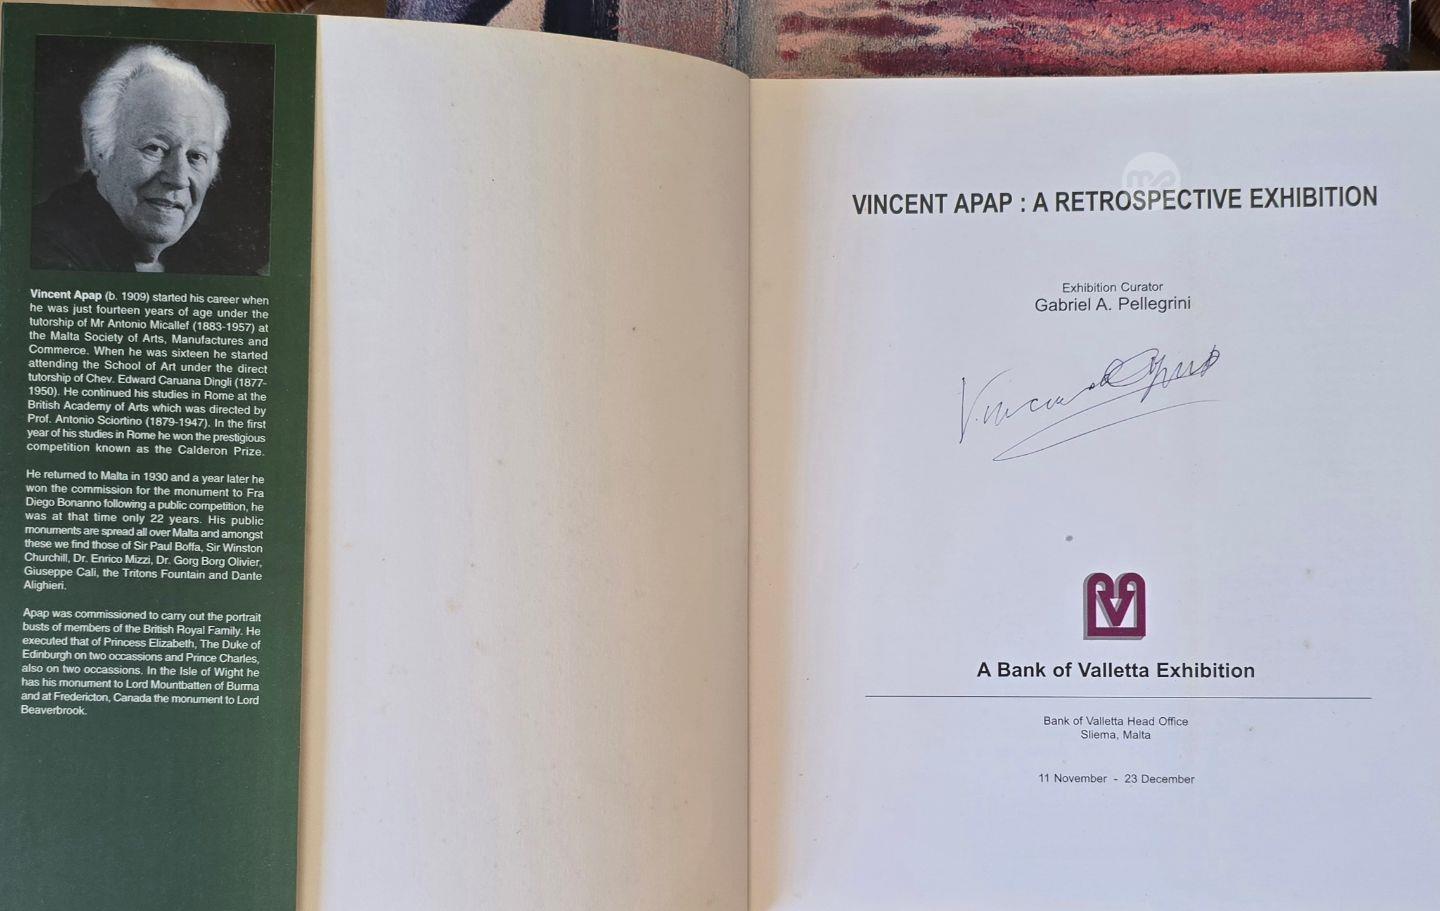 Vincent Apap (b. 1909) started his career when
he was just fourteen years of age under the
tutorship of Mr Antonio Micallef (1883-1957) at
the Malta Society of Arts, Manufactures and
Commerce. When he was sixteen he started
attending the School of Art under the direct
tutorship of Chev. Edward Caruana Dingli (1877-
1950). He continued his studies in Rome at the
British Academy of Arts which was directed by
Prof. Antonio Sciortino (1879-1947). In the first
year of his studies in Rome he won the prestigious
competition known as the Calderon Prize.
He returned to Malta in 1930 and a year later he
won the commission for the monument to Fra
Diego Bonanno following a public competition, he
was at that time only 22 years. His public
monuments are spread all over Malta and amongst
these we find those of Sir Paul Boffa, Sir Winston
Churchill, Dr. Enrico Mizzi, Dr. Gorg Borg Olivier,
Giuseppe Cali, the Tritons Fountain and Dante
Alighieri.
Apap was commissioned to carry out the portrait
busts of members of the British Royal Family. He
executed that of Princess Elizabeth, The Duke of
Edinburgh on two occassions and Prince Charles,
also on two occassions. In the Isle of Wight he
has his monument to Lord Mountbatten of Burma
and at Fredericton, Canada the monument to Lord
Beaverbrook.
VINCENT APAP : A RETROSPECTIVE EXHIBITION
Exhibition Curator
Gabriel A. Pellegrini
Vincent Apap
A Bank of Valletta Exhibition
Bank of Valletta Head Office
Sliema, Malta
11 November - 23 December